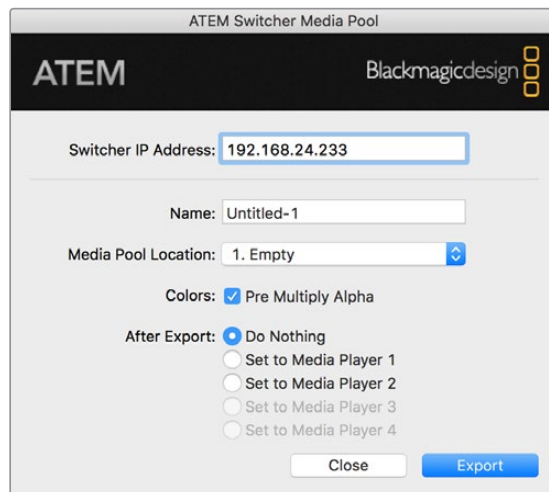 ATEM Switcher Media Pool
ATEM
Blackmagicdesign
Switcher IP Address: 192.168.24.233
Name: Untitled-1
Media Pool Location: 1. Empty
Colors: Pre Multiply Alpha
After Export: Do Nothing
Set to Media Player 1
Set to Media Player 2
Set to Media Player 3
Set to Media Player 4
Close Export